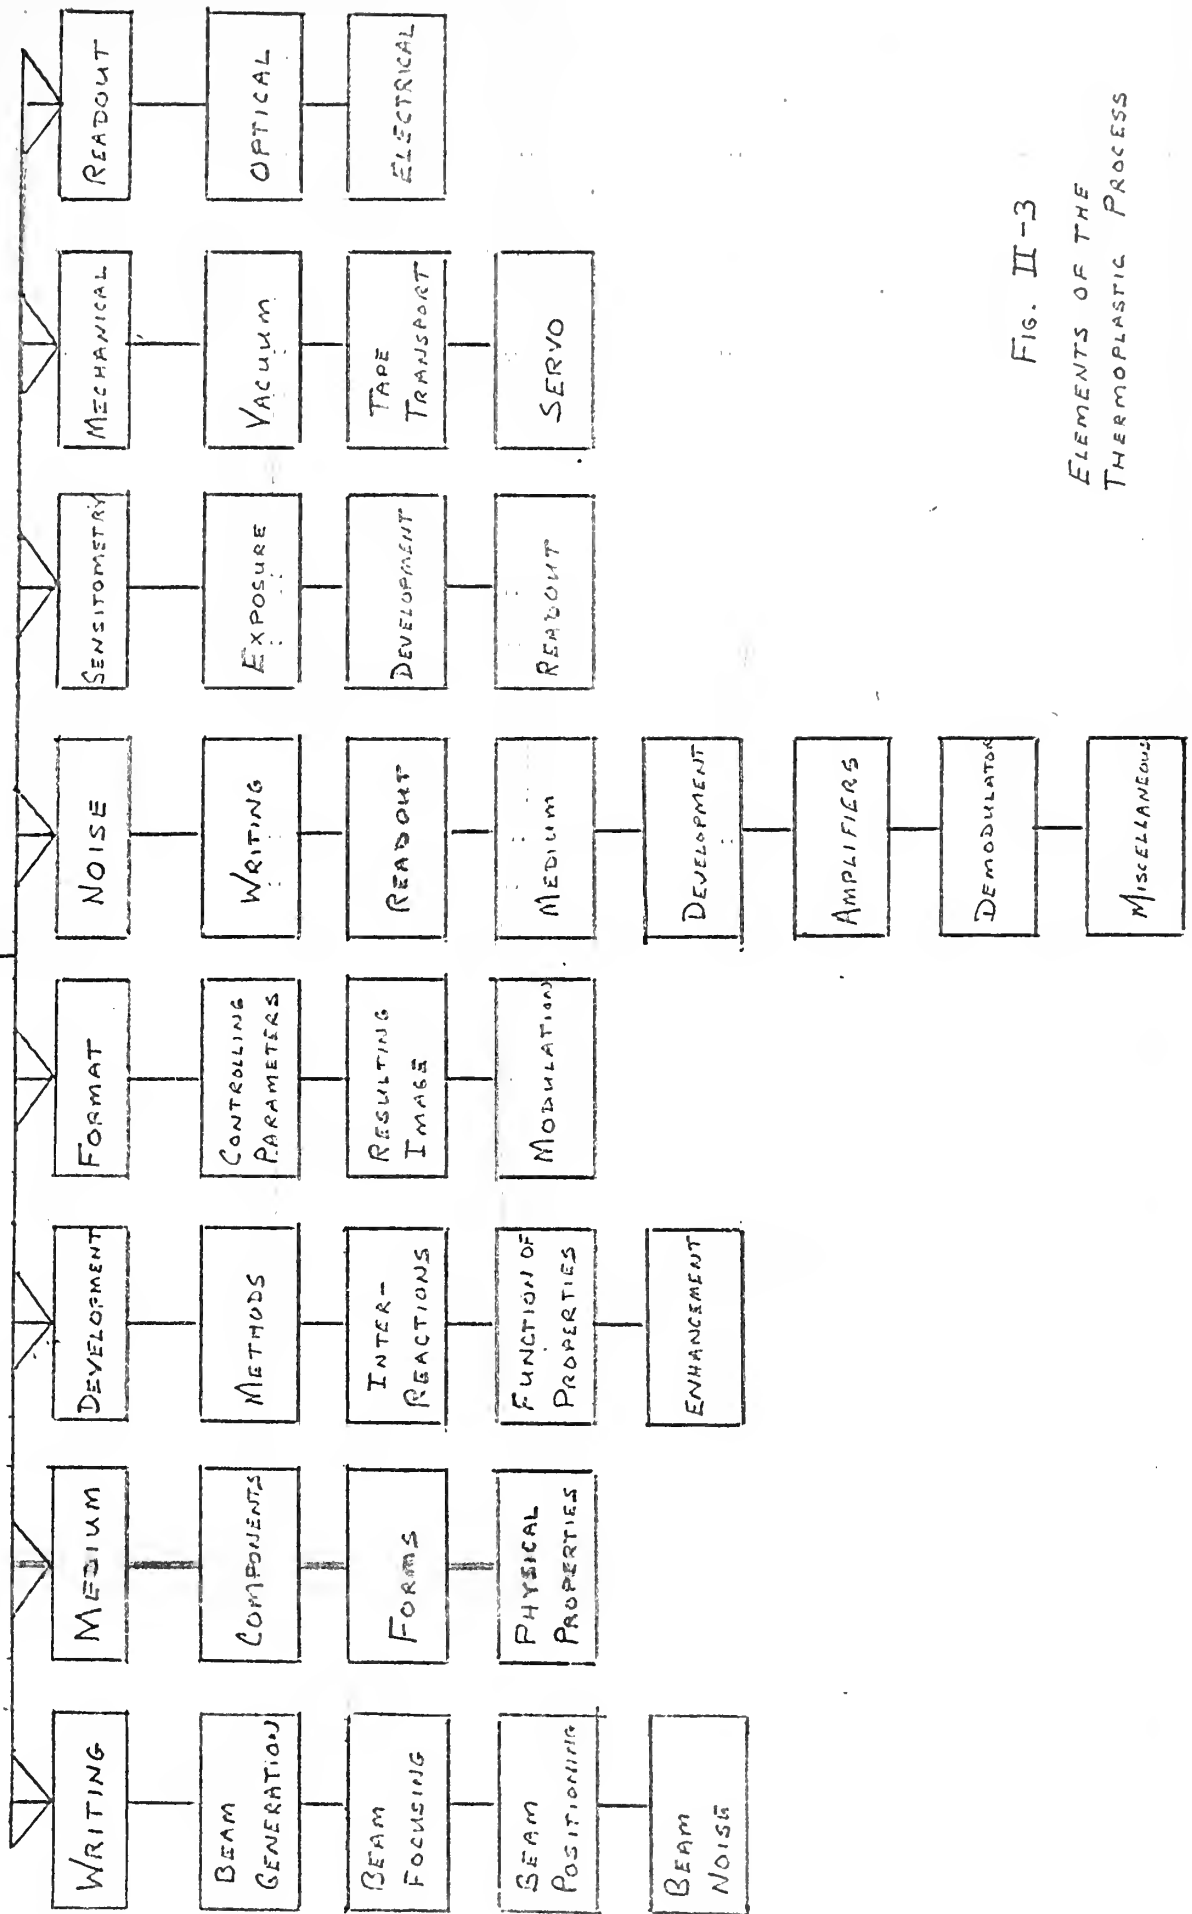 WRITING
BEAM
GENERATION
BEAM
FOCUSING
BEAM
POSITIONING
BEAM
NOISE
MEDIUM
COMPONENTS
FORMS
PHYSICAL
PROPERTIES
DEVELOPMENT
METHODS
INTER-
REACTIONS
FUNCTION OF
PROPERTIES
ENHANCEMENT
FORMAT
CONTROLLING
PARAMETERS
RESULTING
IMAGE
MODULATION
NOISE
WRITING
READOUT
MEDIUM
DEVELOPMENT
AMPLIFIERS
DEMODULATOR
MISCELLANEOUS
SENSITOMETRY
EXPOSURE
DEVELOPMENT
READOUT
MECHANICAL
VACUUM
TAPE
TRANSPORT
SERVO
READOUT
OPTICAL
ELECTRICAL
FIG. II-3
ELEMENTS OF THE
THERMOPLASTIC PROCESS